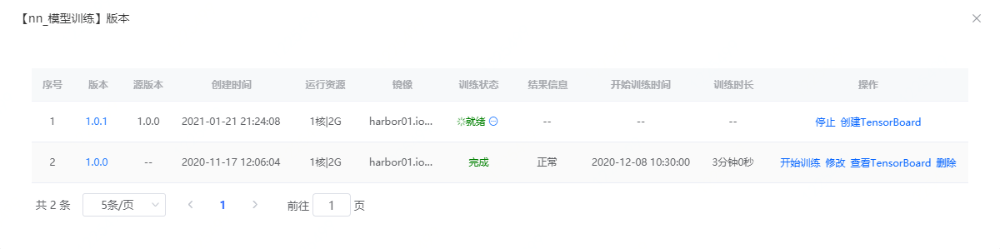 【nn_模型训练】版本
序号 版本 源版本 创建时间 运行资源 镜像 训练状态 结果信息 开始训练时间 训练时长 操作
1 1.0.1 1.0.0 2021-01-21 21:24:08 1核|2G harbor01.io... 就绪 -- -- -- 停止 创建TensorBoard
2 1.0.0 -- 2020-11-17 12:06:04 1核|2G harbor01.io... 完成 正常 2020-12-08 10:30:00 3分钟0秒 开始训练 修改 查看TensorBoard 删除
共 2 条 5条/页 1 前往 1 页